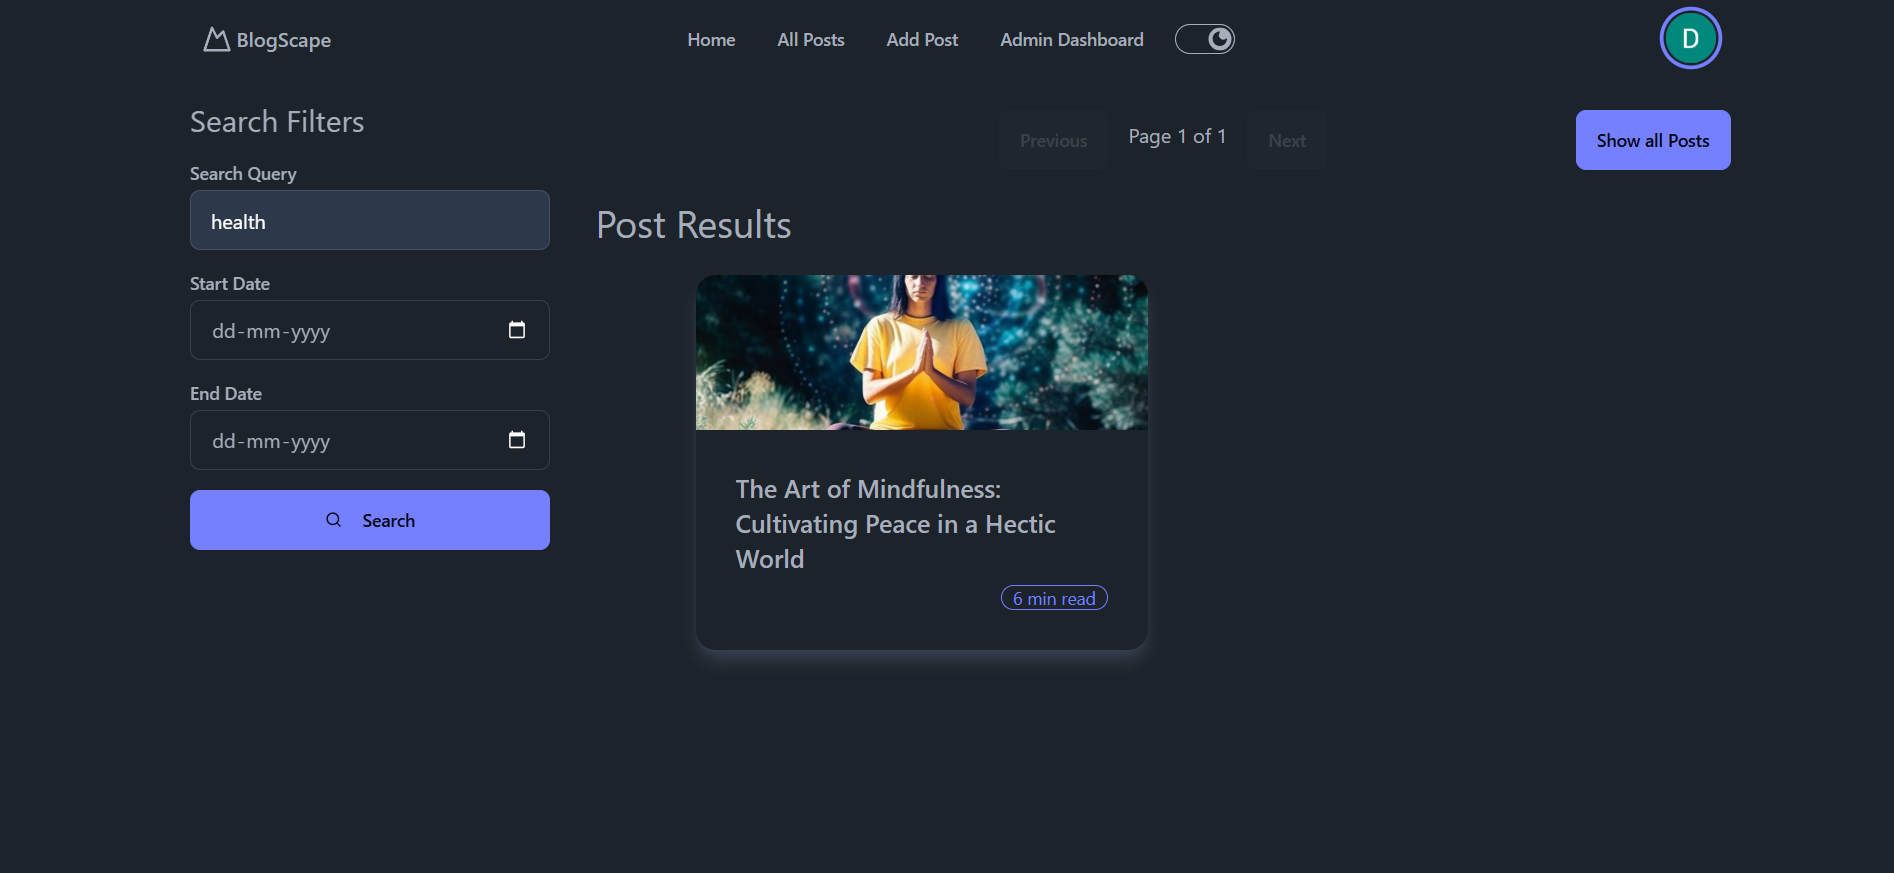 BlogScape
Home
All Posts
Add Post
Admin Dashboard
D
Search Filters
Search Query
health
Start Date
dd-mm-yyyy
End Date
dd-mm-yyyy
Search
Previous
Page 1 of 1
Next
Show all Posts
Post Results
The Art of Mindfulness:
Cultivating Peace in a Hectic
World
6 min read